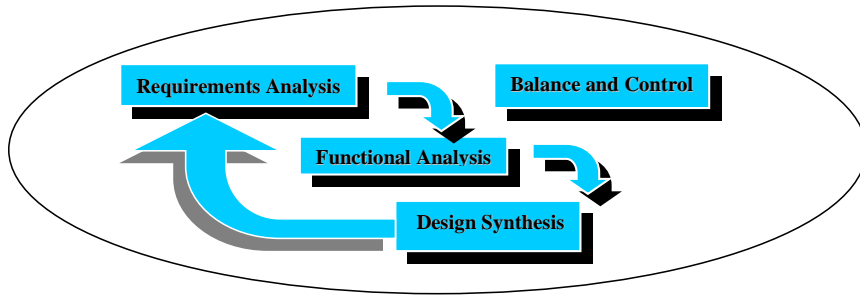 Requirements Analysis
Balance and Control
Functional Analysis
Design Synthesis